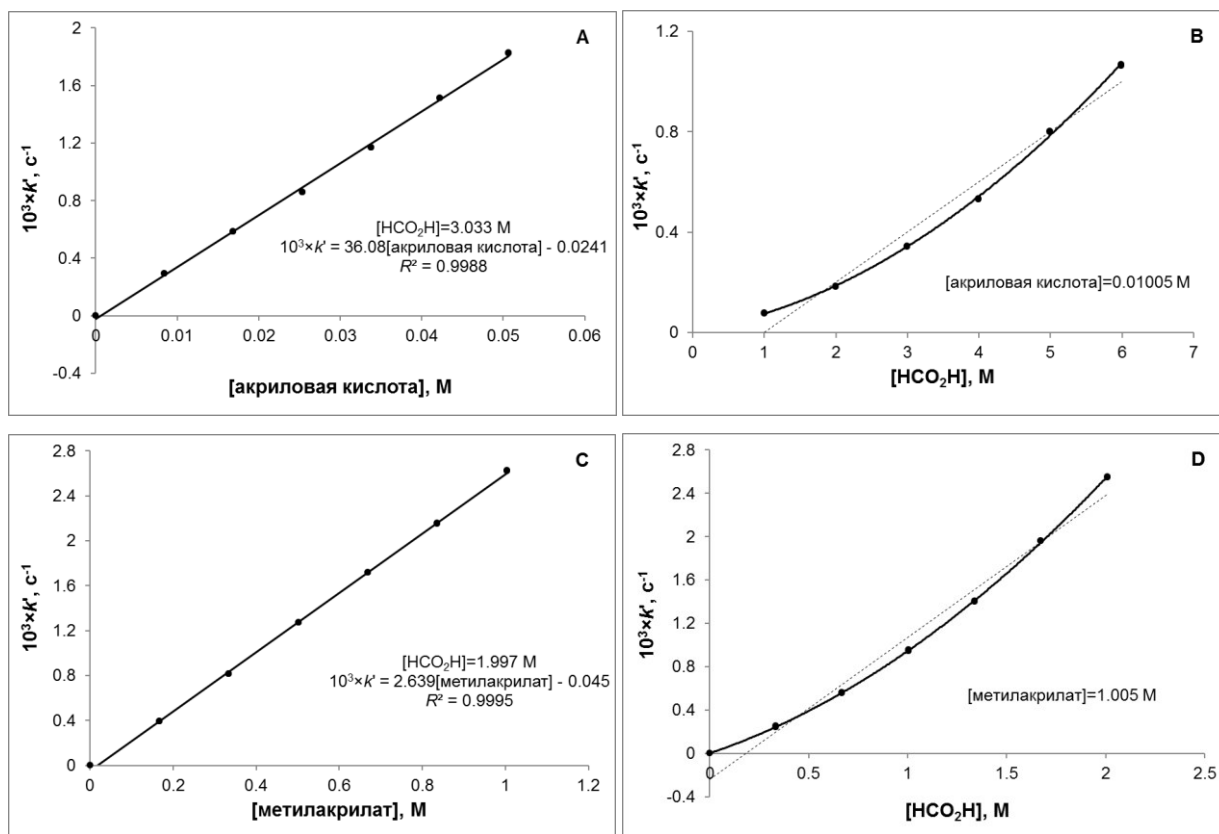 A
10³×k', с⁻¹
2
1.6
1.2
0.8
0.4
0
-0.4
0
0.01
0.02
0.03
0.04
0.05
0.06
[HCO₂H]=3.033 М
10³×k' = 36.08[акриловая кислота] - 0.0241
R² = 0.9988
[акриловая кислота], М
B
10³×k', с⁻¹
1.2
0.8
0.4
0
0
1
2
3
4
5
6
7
[акриловая кислота]=0.01005 М
[HCO₂H], М
C
10³×k', с⁻¹
2.8
2.4
2
1.6
1.2
0.8
0.4
0
0
0.2
0.4
0.6
0.8
1
1.2
[HCO₂H]=1.997 М
10³×k' = 2.639[метилакрилат] - 0.045
R² = 0.9995
[метилакрилат], М
D
10³×k', с⁻¹
2.8
2.4
2
1.6
1.2
0.8
0.4
0
-0.4
0
0.5
1
1.5
2
2.5
[метилакрилат]=1.005 М
[HCO₂H], М